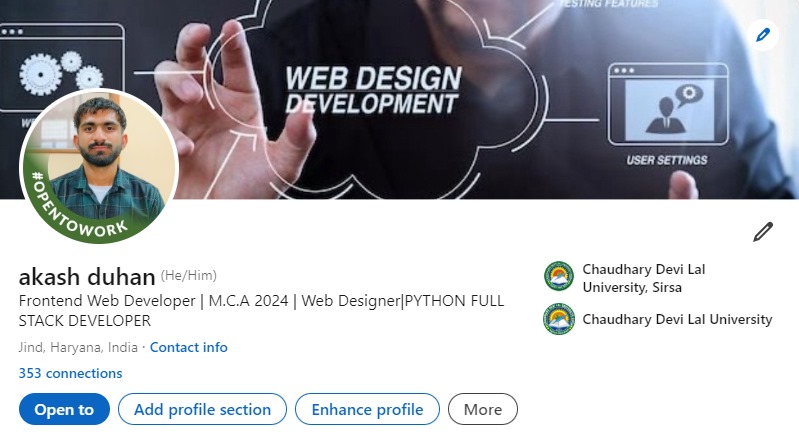 TESTING FEATURES
WEB DESIGN
DEVELOPMENT
USER SETTINGS
#OPENTOWORK
akash duhan (He/Him)
Frontend Web Developer | M.C.A 2024 | Web Designer|PYTHON FULL
STACK DEVELOPER
Jind, Haryana, India · Contact info
353 connections
Chaudhary Devi Lal
University, Sirsa
Chaudhary Devi Lal University
Open to
Add profile section
Enhance profile
More